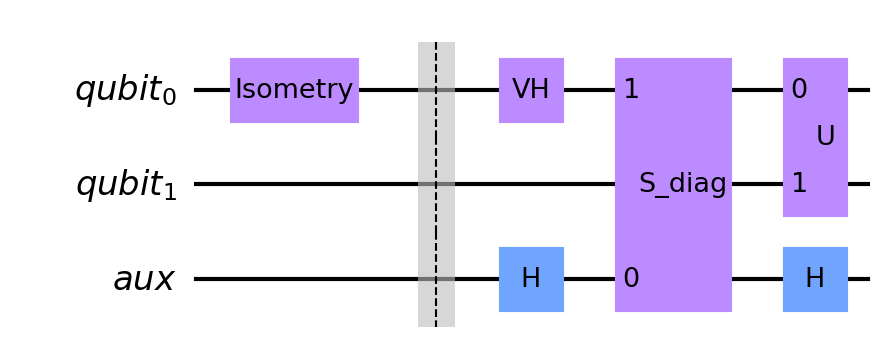 qubit₀ Isometry VH 1 0
U
qubit₁ S_diag 1
aux H 0 H